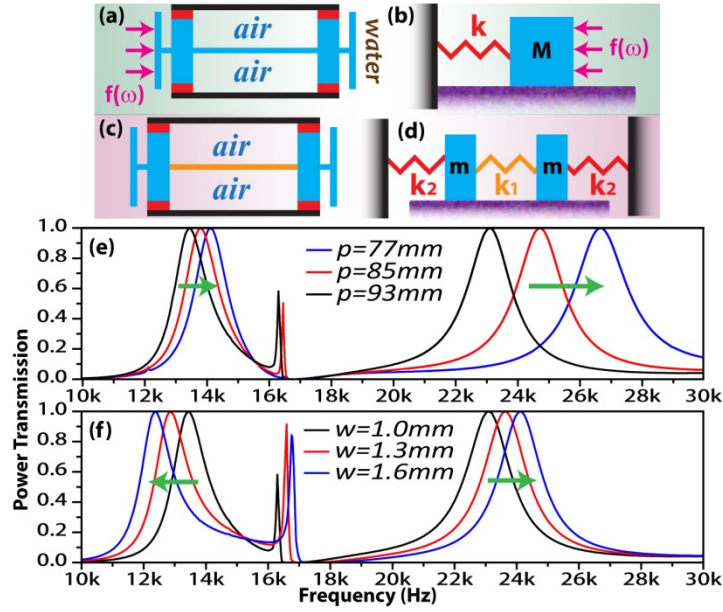 (a)
air
air
f(ω)
water
(b)
k
M
f(ω)
(c)
air
air
(d)
m
m
k2
k1
k2
(e)
p=77mm
p=85mm
p=93mm
1.0
0.8
0.6
0.4
0.2
0.0
10k 12k 14k 16k 18k 20k 22k 24k 26k 28k 30k
(f)
w=1.0mm
w=1.3mm
w=1.6mm
1.0
0.8
0.6
0.4
0.2
0.0
10k 12k 14k 16k 18k 20k 22k 24k 26k 28k 30k
Power Transmission
Frequency (Hz)